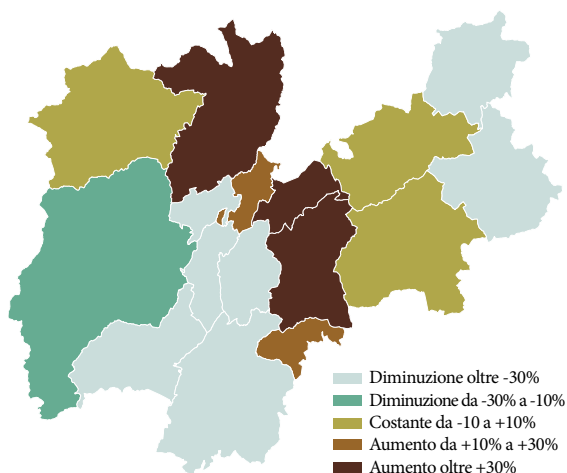 Diminuzione oltre -30%
Diminuzione da -30% a -10%
Costante da -10 a +10%
Aumento da +10% a +30%
Aumento oltre +30%